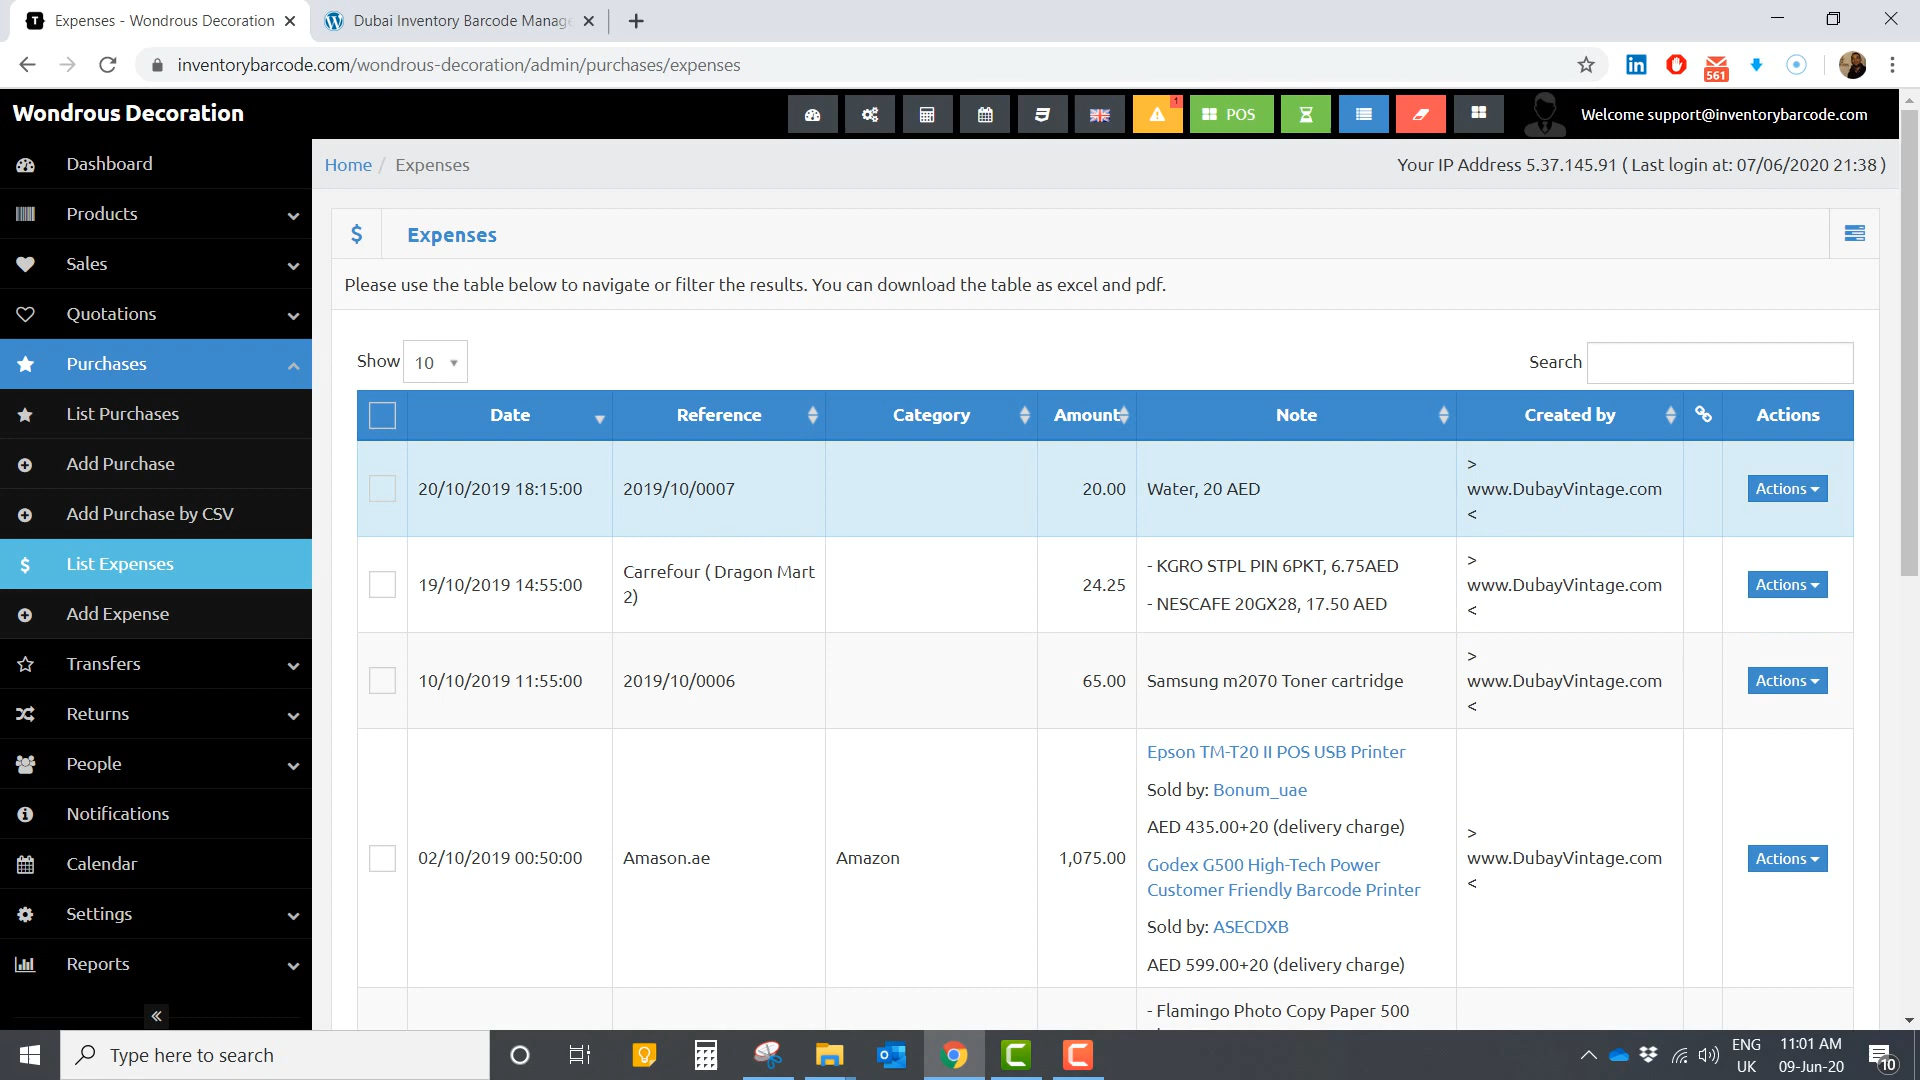 Expenses - Wondrous Decoration
Dubai Inventory Barcode Manag
inventorybarcode.com/wondrous-decoration/admin/purchases/expenses
561
Wondrous Decoration
1
POS
Welcome support@inventorybarcode.com
Dashboard
Products
Sales
Quotations
Purchases
List Purchases
Add Purchase
Add Purchase by CSV
List Expenses
Add Expense
Transfers
Returns
People
Notifications
Calendar
Settings
Reports
Home / Expenses
Your IP Address 5.37.145.91 ( Last login at: 07/06/2020 21:38 )
$ Expenses
Please use the table below to navigate or filter the results. You can download the table as excel and pdf.
Show 10
Search
Date Reference Category Amount Note Created by Actions
20/10/2019 18:15:00 2019/10/0007 20.00 Water, 20 AED
>
www.DubayVintage.com
<
Actions
19/10/2019 14:55:00
Carrefour ( Dragon Mart
2)
24.25
- KGRO STPL PIN 6PKT, 6.75AED
- NESCAFE 20GX28, 17.50 AED
>
www.DubayVintage.com
<
Actions
10/10/2019 11:55:00 2019/10/0006 65.00 Samsung m2070 Toner cartridge
>
www.DubayVintage.com
<
Actions
02/10/2019 00:50:00 Amason.ae Amazon 1,075.00
Epson TM-T20 II POS USB Printer
Sold by: Bonum_uae
AED 435.00+20 (delivery charge)
Godex G500 High-Tech Power
Customer Friendly Barcode Printer
Sold by: ASECDXB
AED 599.00+20 (delivery charge)
>
www.DubayVintage.com
<
Actions
- Flamingo Photo Copy Paper 500
Type here to search
ENG
UK
11:01 AM
09-Jun-20
10